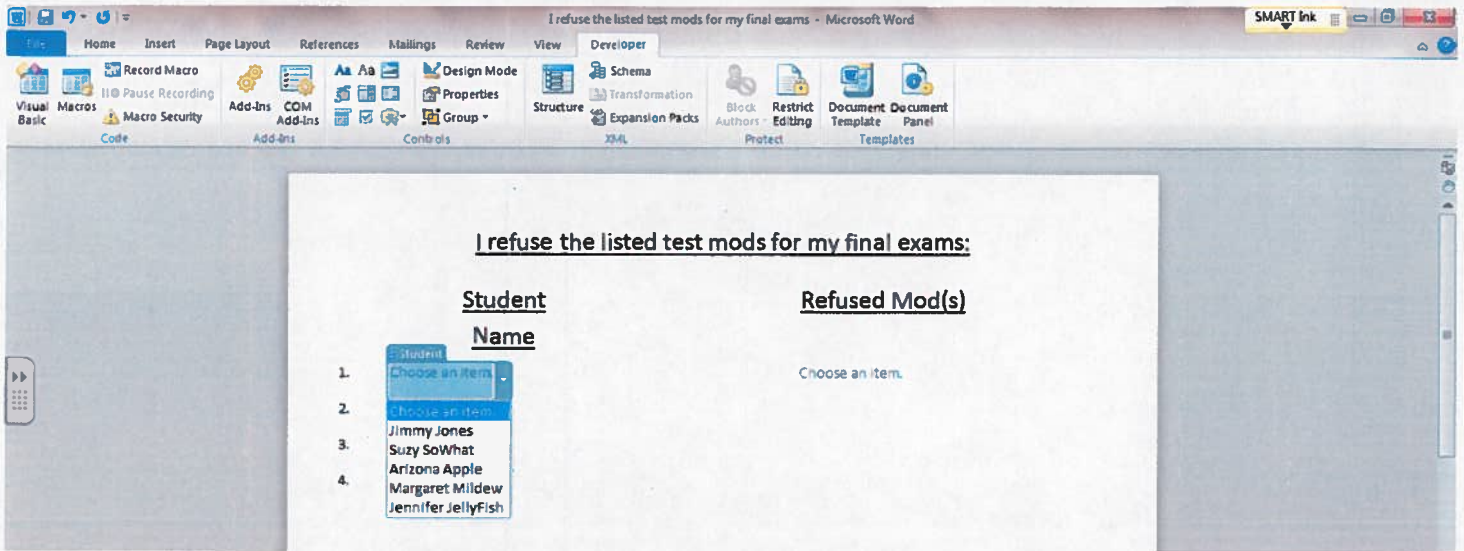 I refuse the listed test mods for my final exams - Microsoft Word
SMART Ink
File Home Insert Page Layout References Mailings Review View Developer
Visual Basic
Macros
Record Macro
Pause Recording
Macro Security
Code
Add-Ins
COM Add-Ins
Add-Ins
Aa Aa
Design Mode
Properties
Group
Controls
Structure
Schema
Transformation
Expansion Packs
XML
Block Authors
Restrict Editing
Protect
Document Template
Document Panel
Templates
I refuse the listed test mods for my final exams:
Student Refused Mod(s)
Name
Student
1. Choose an item. Choose an item.
2. Choose an item.
Jimmy Jones
3. Suzy SoWhat
Arizona Apple
4. Margaret Mildew
Jennifer JellyFish